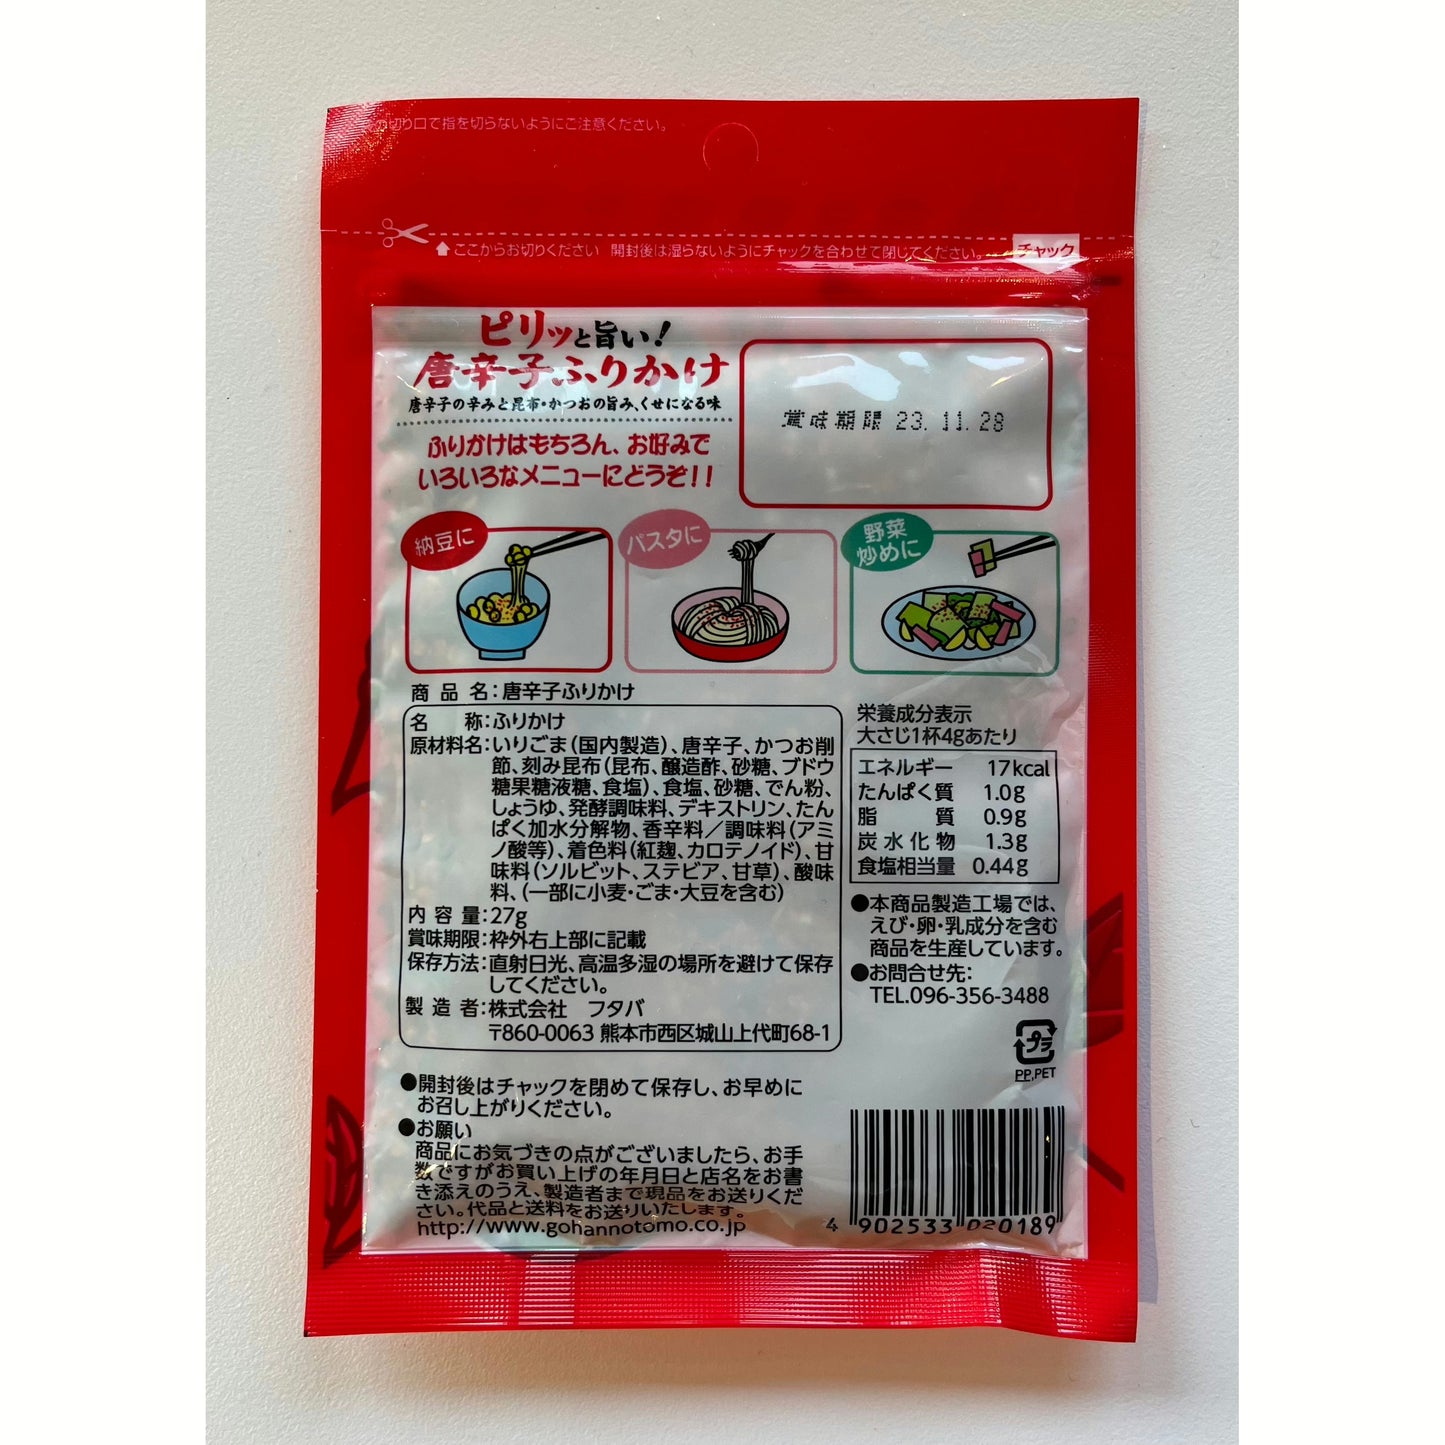 切り口で指を切らないようにご注意ください。
ここからお切りください 開封後は湿らないようにチャックを合わせて閉じてください。
チャック
ピリッと旨い!
唐辛子ふりかけ
唐辛子の辛みと昆布・かつおの旨み、くせになる味
ふりかけはもちろん、お好みで
いろいろなメニューにどうぞ!!
賞味期限 23.11.28
納豆に
パスタに
野菜
炒めに
商品名:唐辛子ふりかけ
名称:ふりかけ
原材料名:いりごま(国内製造)、唐辛子、かつお削
節、刻み昆布(昆布、醸造酢、砂糖、ブドウ
糖果糖液糖、食塩)、食塩、砂糖、でん粉、
しょうゆ、発酵調味料、デキストリン、たん
ぱく加水分解物、香辛料/調味料(アミ
ノ酸等)、着色料(紅麹、カロテノイド)、甘
味料(ソルビット、ステビア、甘草)、酸味
料、(一部に小麦・ごま・大豆を含む)
内容量:27g
賞味期限:枠外右上部に記載
保存方法:直射日光、高温多湿の場所を避けて保存
してください。
製造者:株式会社 フタバ
〒860-0063 熊本市西区城山上代町68-1
栄養成分表示
大さじ1杯4gあたり
エネルギー 17kcal
たんぱく質 1.0g
脂質 0.9g
炭水化物 1.3g
食塩相当量 0.44g
●本商品製造工場では、
えび・卵・乳成分を含む
商品を生産しています。
●お問合せ先:
TEL.096-356-3488
プラ
PP,PET
●開封後はチャックを閉めて保存し、お早めに
お召し上がりください。
●お願い
商品にお気づきの点がございましたら、お手
数ですがお買い上げの年月日と店名をお書
き添えのうえ、製造者まで現品をお送りくだ
さい。代品と送料をお送りいたします。
http://www.gohannotomo.co.jp
4 902533 020189